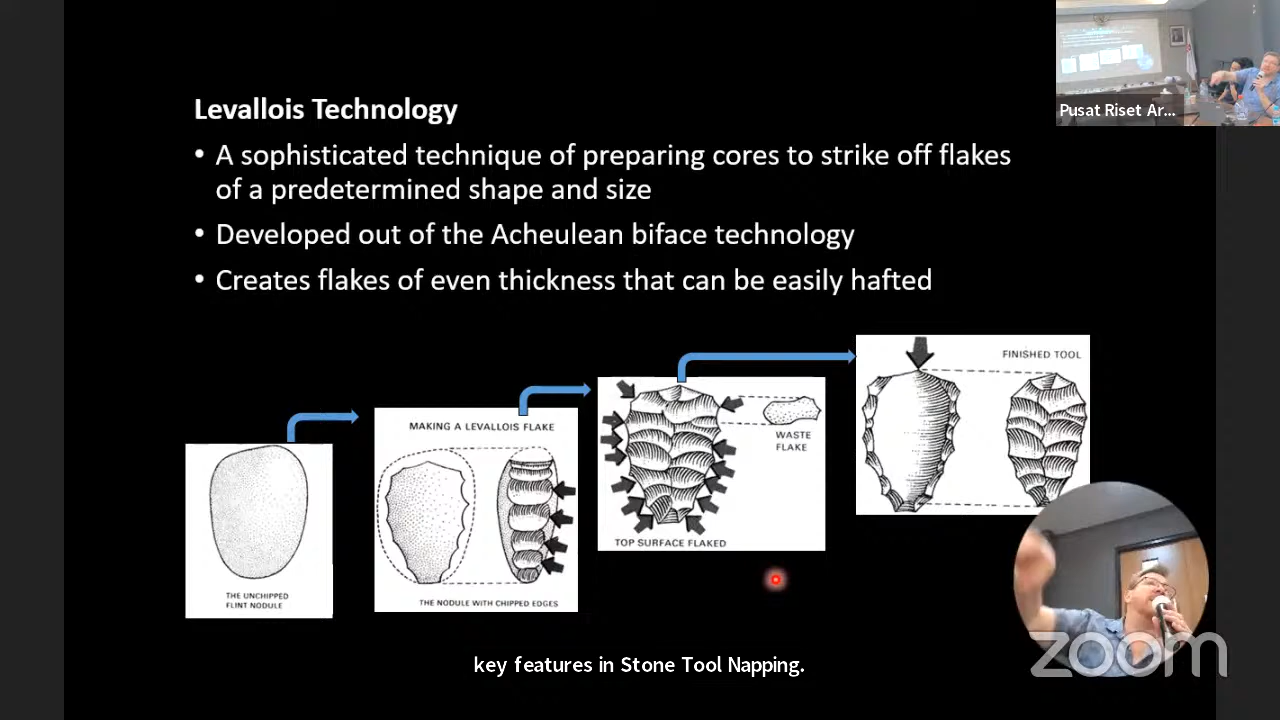 Levallois Technology
• A sophisticated technique of preparing cores to strike off flakes
of a predetermined shape and size
• Developed out of the Acheulean biface technology
• Creates flakes of even thickness that can be easily hafted
Pusat Riset Ar...
THE UNCHIPPED
FLINT NODULE
MAKING A LEVALLOIS FLAKE
THE NODULE WITH CHIPPED EDGES
WASTE
FLAKE
TOP SURFACE FLAKED
FINISHED TOOL
key features in Stone Tool Napping.
zoom